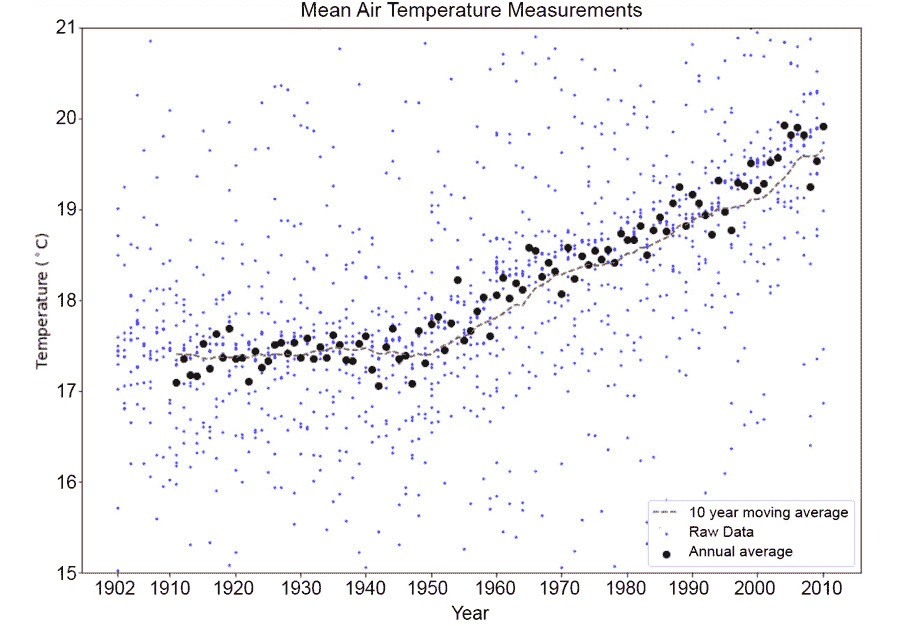 Mean Air Temperature Measurements
21
20
19
18
17
16
15
Temperature (°C)
1902 1910 1920 1930 1940 1950 1960 1970 1980 1990 2000 2010
Year
10 year moving average
Raw Data
Annual average